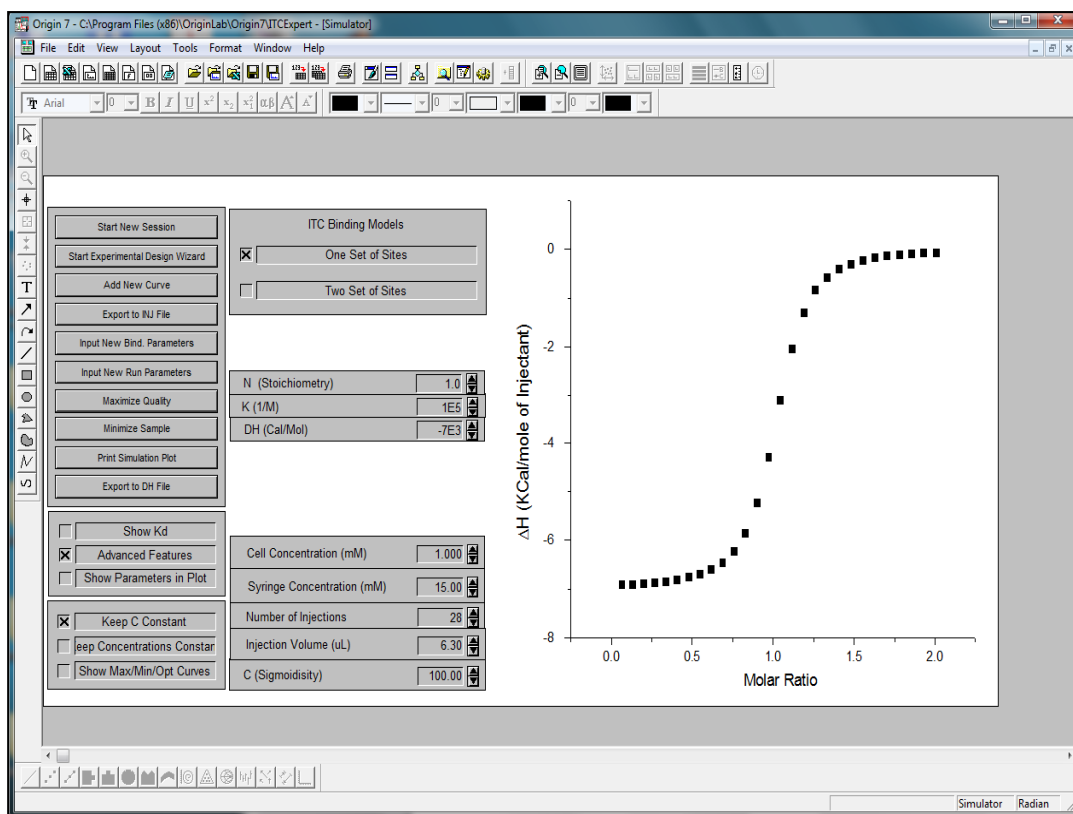 Origin 7 - C:\Program Files (x86)\OriginLab\Origin7\ITCExpert - [Simulator]
File Edit View Layout Tools Format Window Help
Arial 0 B I U x² x₂ x₁² αβ A A 0 0
Start New Session
Start Experimental Design Wizard
Add New Curve
Export to INJ File
Input New Bind. Parameters
Input New Run Parameters
Maximize Quality
Minimize Sample
Print Simulation Plot
Export to DH File
Show Kd
Advanced Features
Show Parameters in Plot
Keep C Constant
eep Concentrations Constar
Show Max/Min/Opt Curves
ITC Binding Models
One Set of Sites
Two Set of Sites
N (Stoichiometry) 1.0
K (1/M) 1E5
DH (Cal/Mol) -7E3
Cell Concentration (mM) 1.000
Syringe Concentration (mM) 15.00
Number of Injections 28
Injection Volume (uL) 6.30
C (Sigmoidisity) 100.00
ΔH (KCal/mole of Injectant)
0
-2
-4
-6
-8
0.0 0.5 1.0 1.5 2.0
Molar Ratio
Simulator Radian